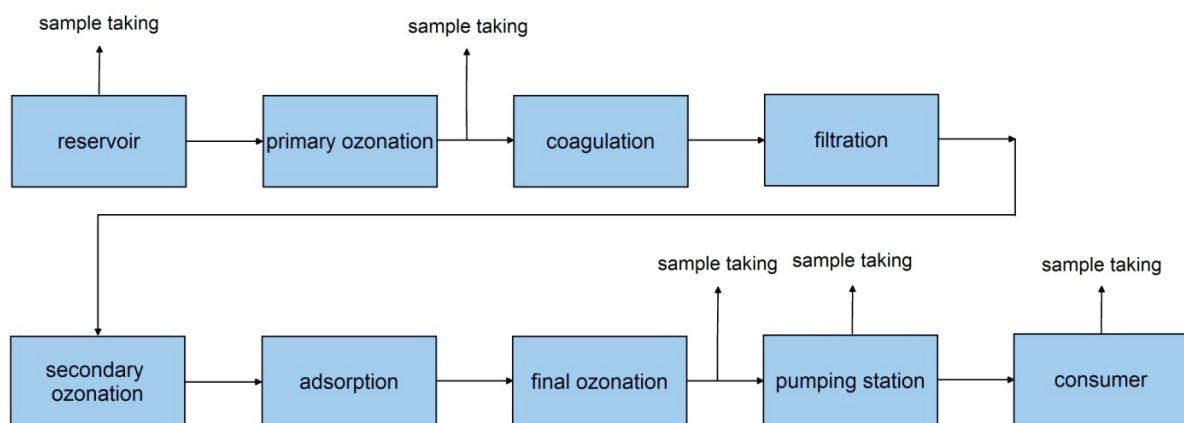 sample taking
sample taking
reservoir
primary ozonation
coagulation
filtration
sample taking
sample taking
sample taking
secondary
ozonation
adsorption
final ozonation
pumping station
consumer